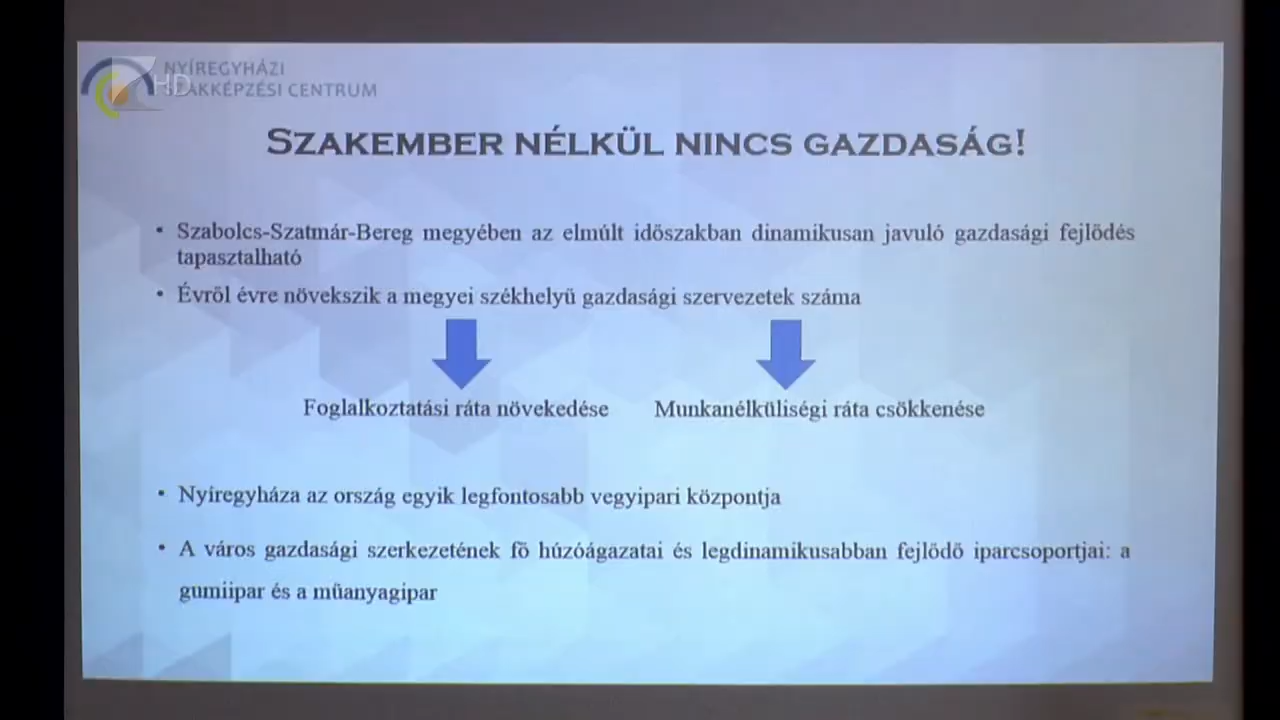 NYÍREGYHÁZI
SZAKKÉPZÉSI CENTRUM
HD
SZAKEMBER NÉLKÜL NINCS GAZDASÁG!
• Szabolcs-Szatmár-Bereg megyében az elmúlt időszakban dinamikusan javuló gazdasági fejlődés
tapasztalható
• Évről évre növekszik a megyei székhelyű gazdasági szervezetek száma
Foglalkoztatási ráta növekedése Munkanélküliségi ráta csökkenése
• Nyíregyháza az ország egyik legfontosabb vegyipari központja
• A város gazdasági szerkezetének fő húzóágazatai és legdinamikusabban fejlődő iparcsoportjai: a
gumiipar és a műanyagipar